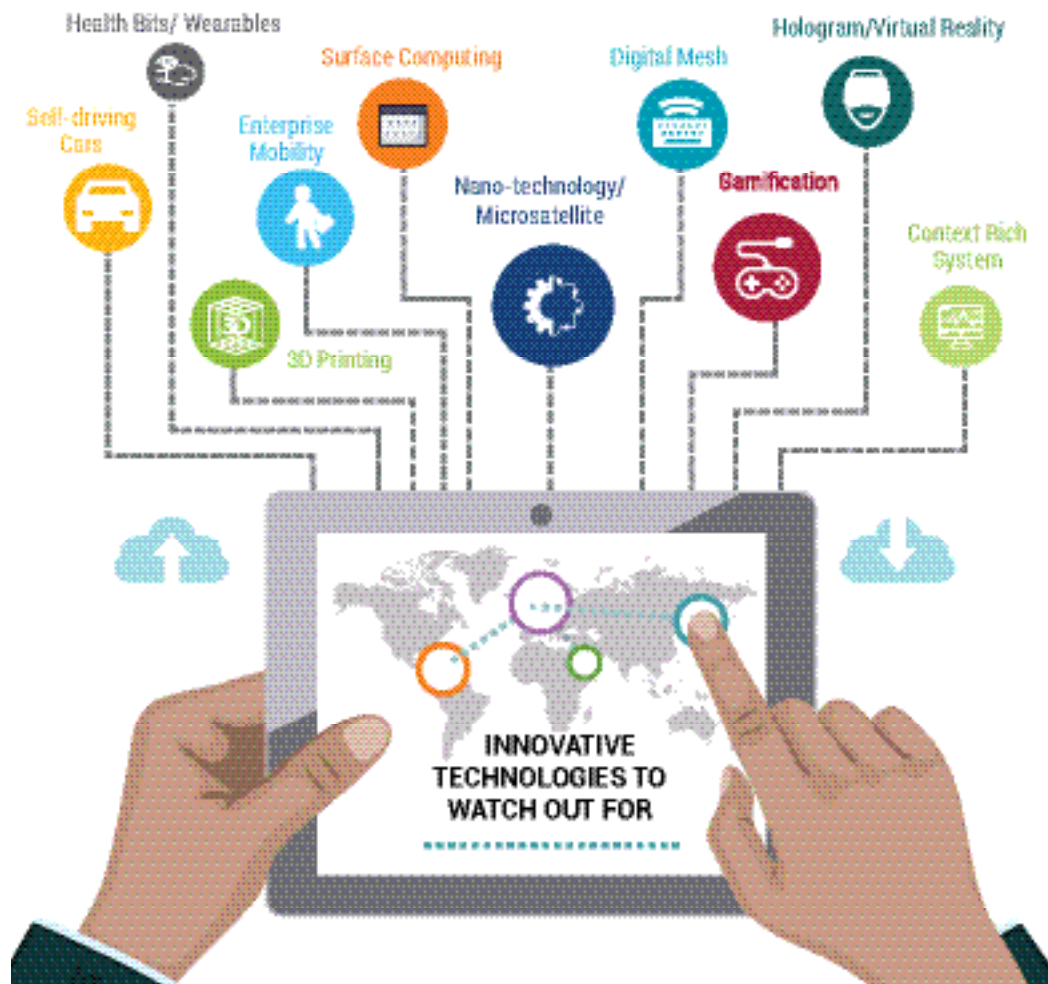 Health Bits/ Wearables
Hologram/Virtual Reality
Surface Computing
Digital Mesh
Self-driving
Cars
Enterprise
Mobility
Nano-technology/
Microsatellite
Gamification
Context Rich
System
3D
3D Printing
INNOVATIVE
TECHNOLOGIES TO
WATCH OUT FOR